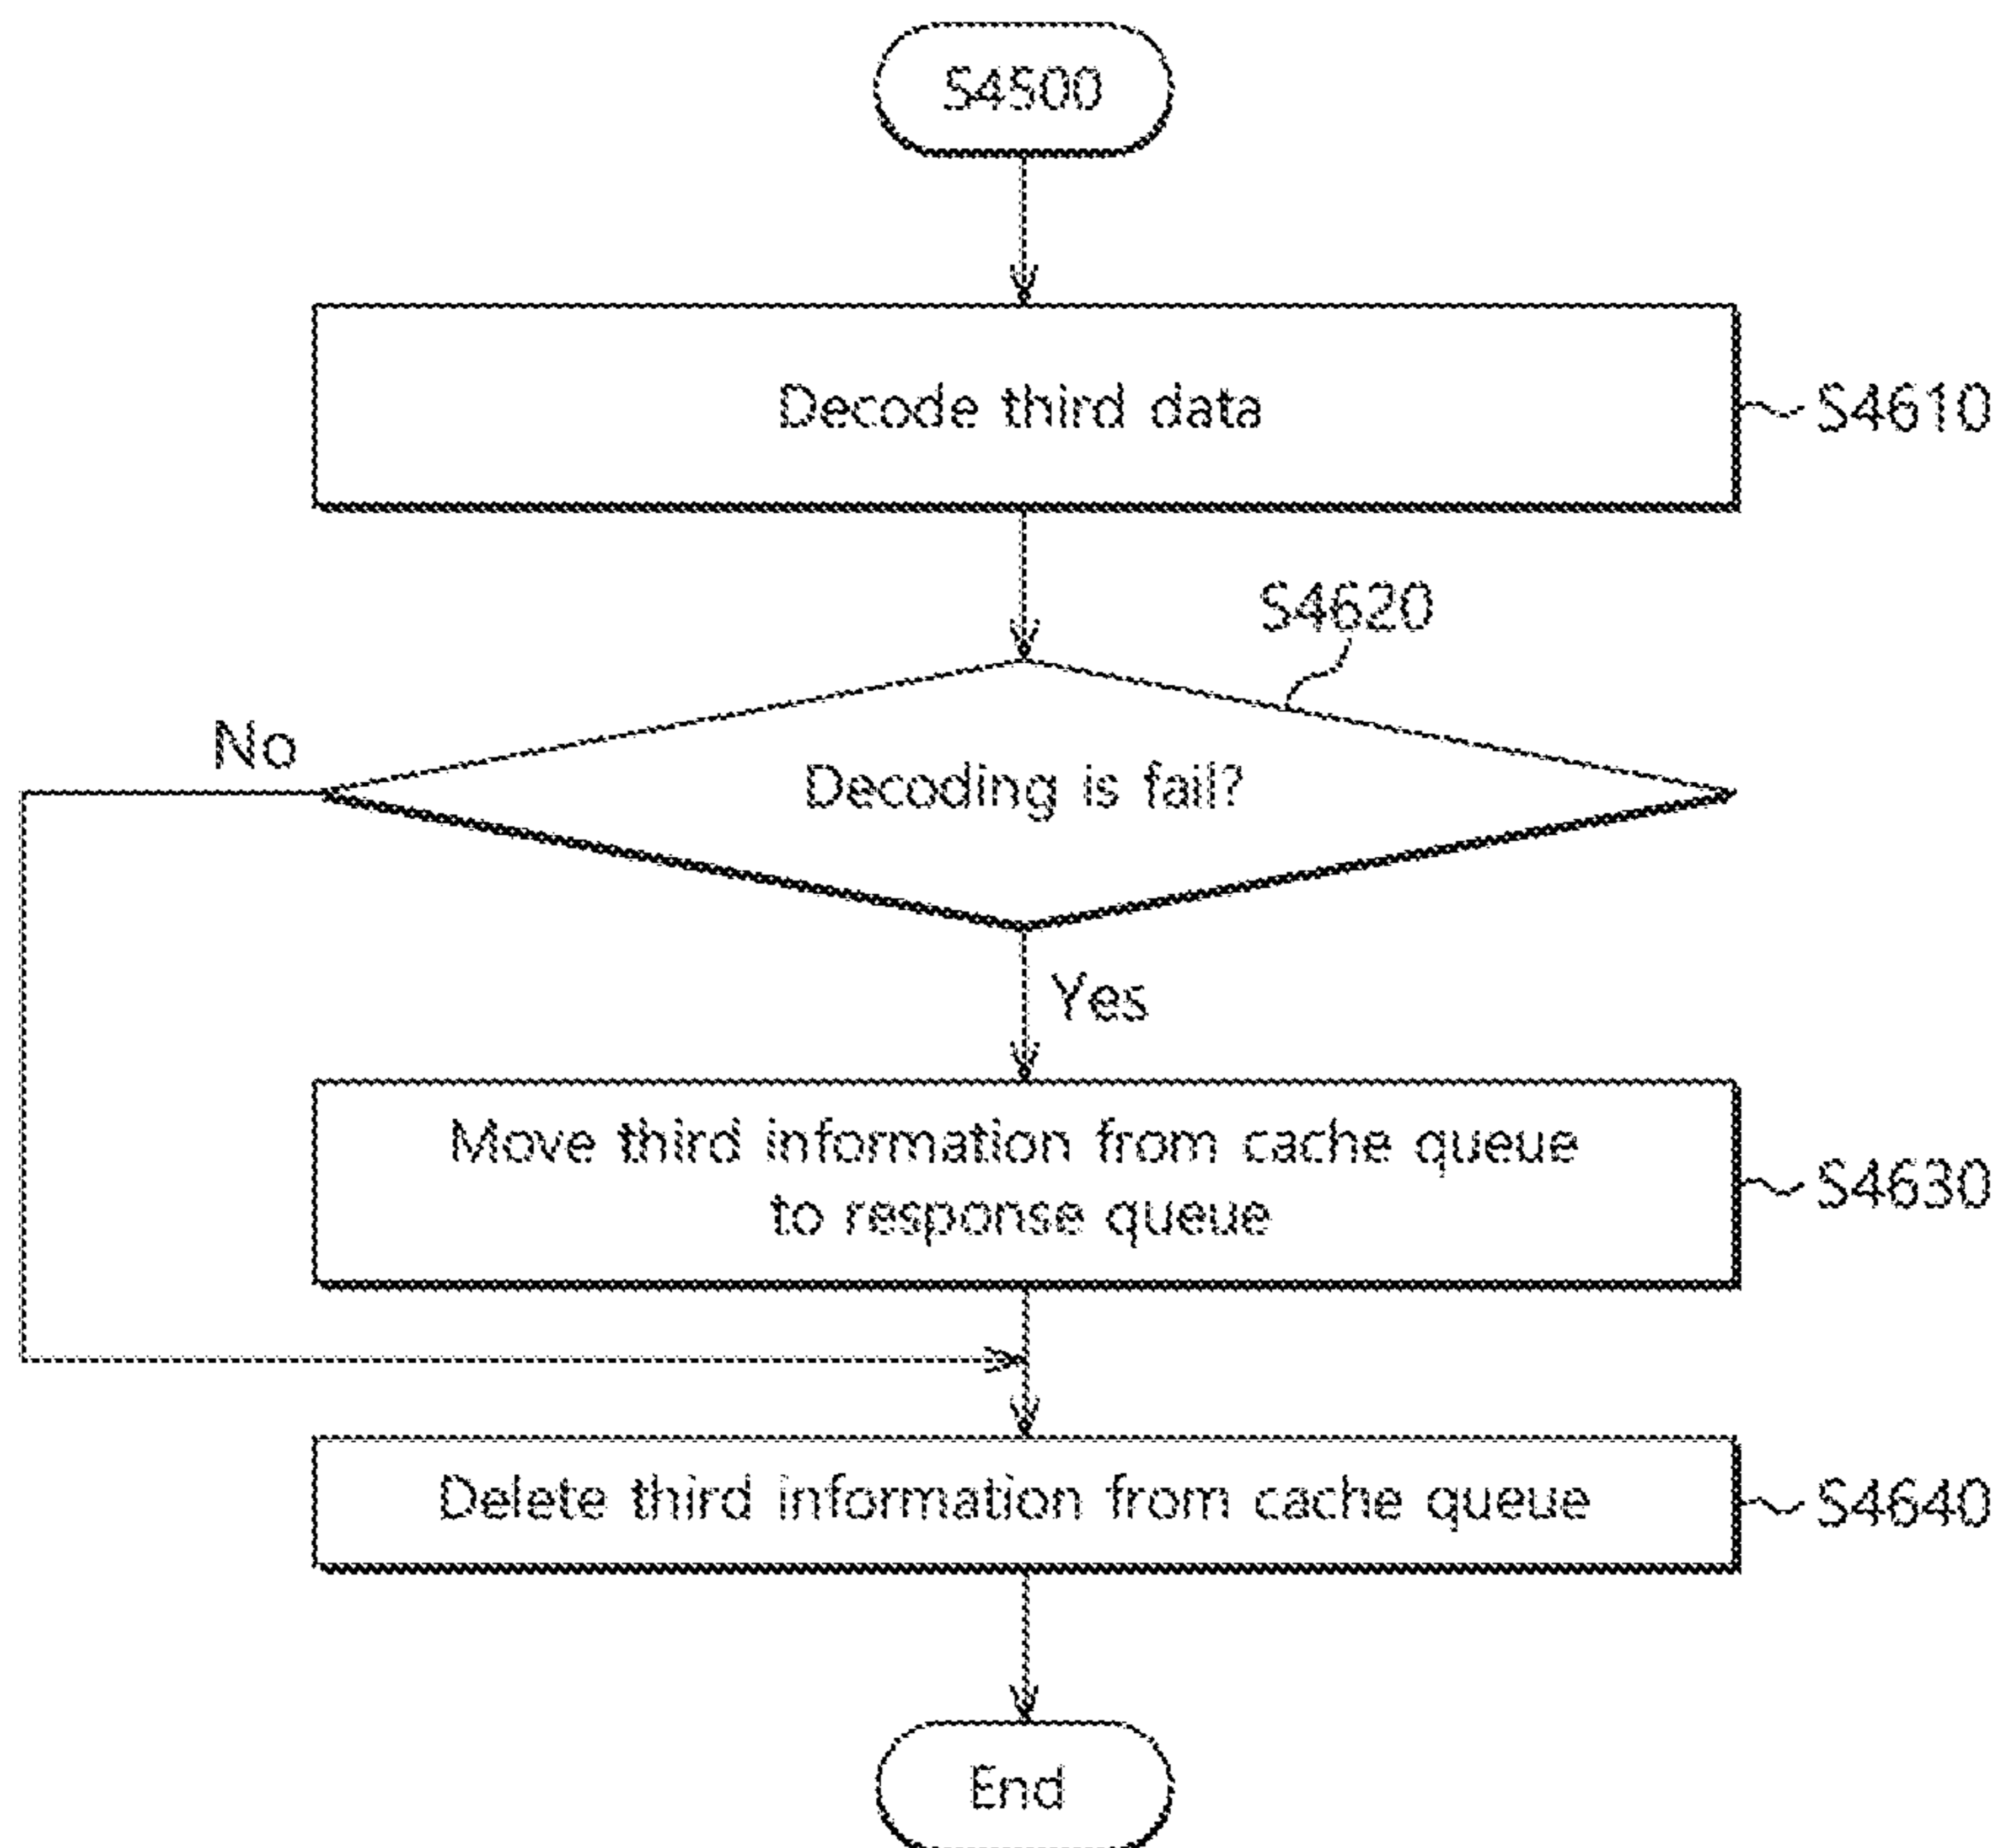 S4500
Decode third data
S4610
S4620
No
Decoding is fail?
Yes
Move third information from cache queue
to response queue
S4630
Delete third information from cache queue
S4640
End